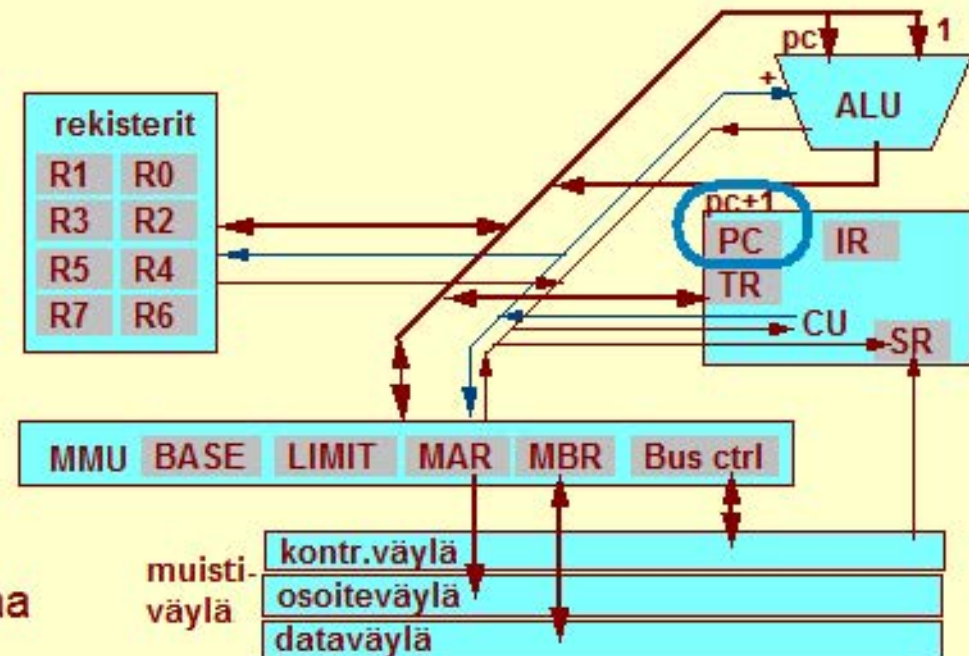 pc 1
+
ALU
rekisterit
R1 R0
R3 R2
R5 R4
R7 R6
pc+1
PC IR
TR
CU
SR
MMU BASE LIMIT MAR MBR Bus ctrl
muisti-
väylä
kontr.väylä
osoiteväylä
dataväylä